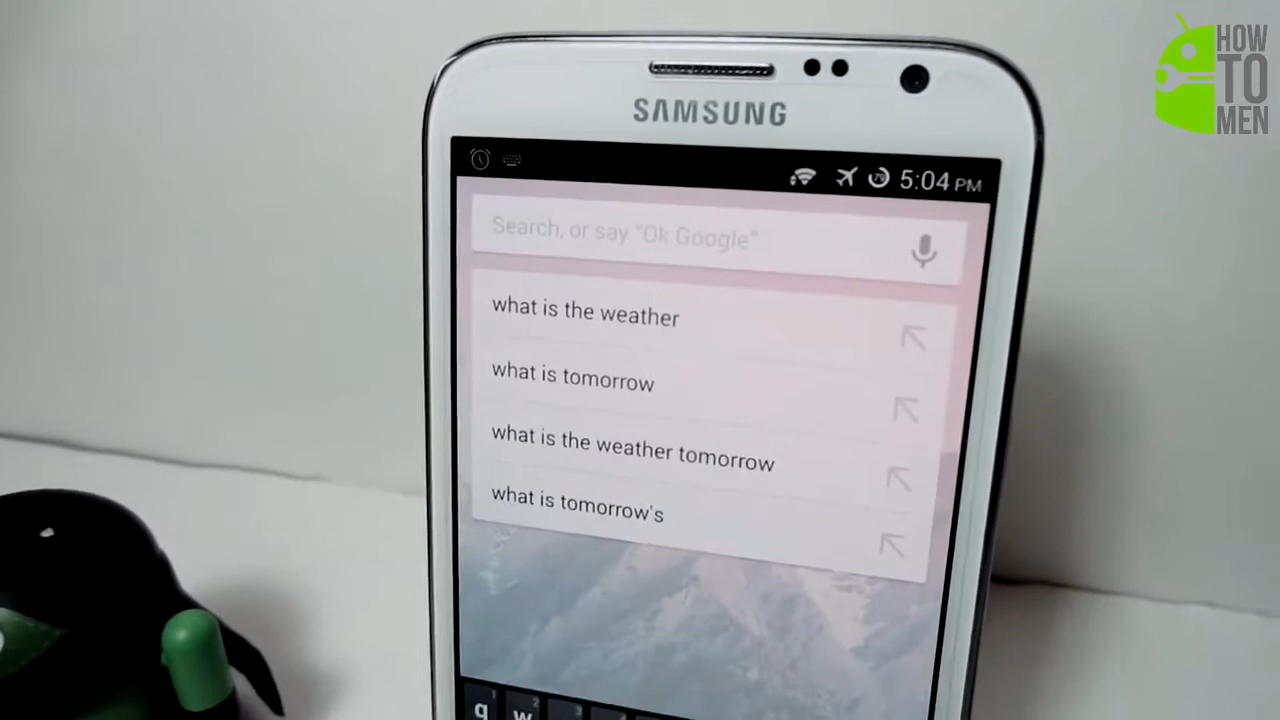 HOW
TO
MEN
SAMSUNG
5:04 PM
Search, or say "Ok Google"
what is the weather
what is tomorrow
what is the weather tomorrow
what is tomorrow's
q w